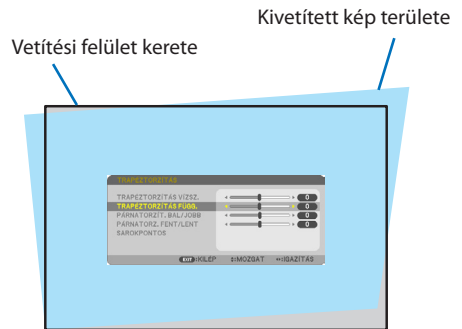 Kivetített kép területe
Vetítési felület kerete
TRAPÉZTORZÍTÁS
TRAPÉZTORZÍTÁS VÍZSZ. 0
TRAPÉZTORZÍTÁS FÜGG. 0
PÁRNATORZÍT. BAL/JOBB 0
PÁRNATORZ. FENT/LENT 0
SAROKPONTOS
EXIT :KILÉP ↕:MOZGAT ↔:IGAZÍTÁS